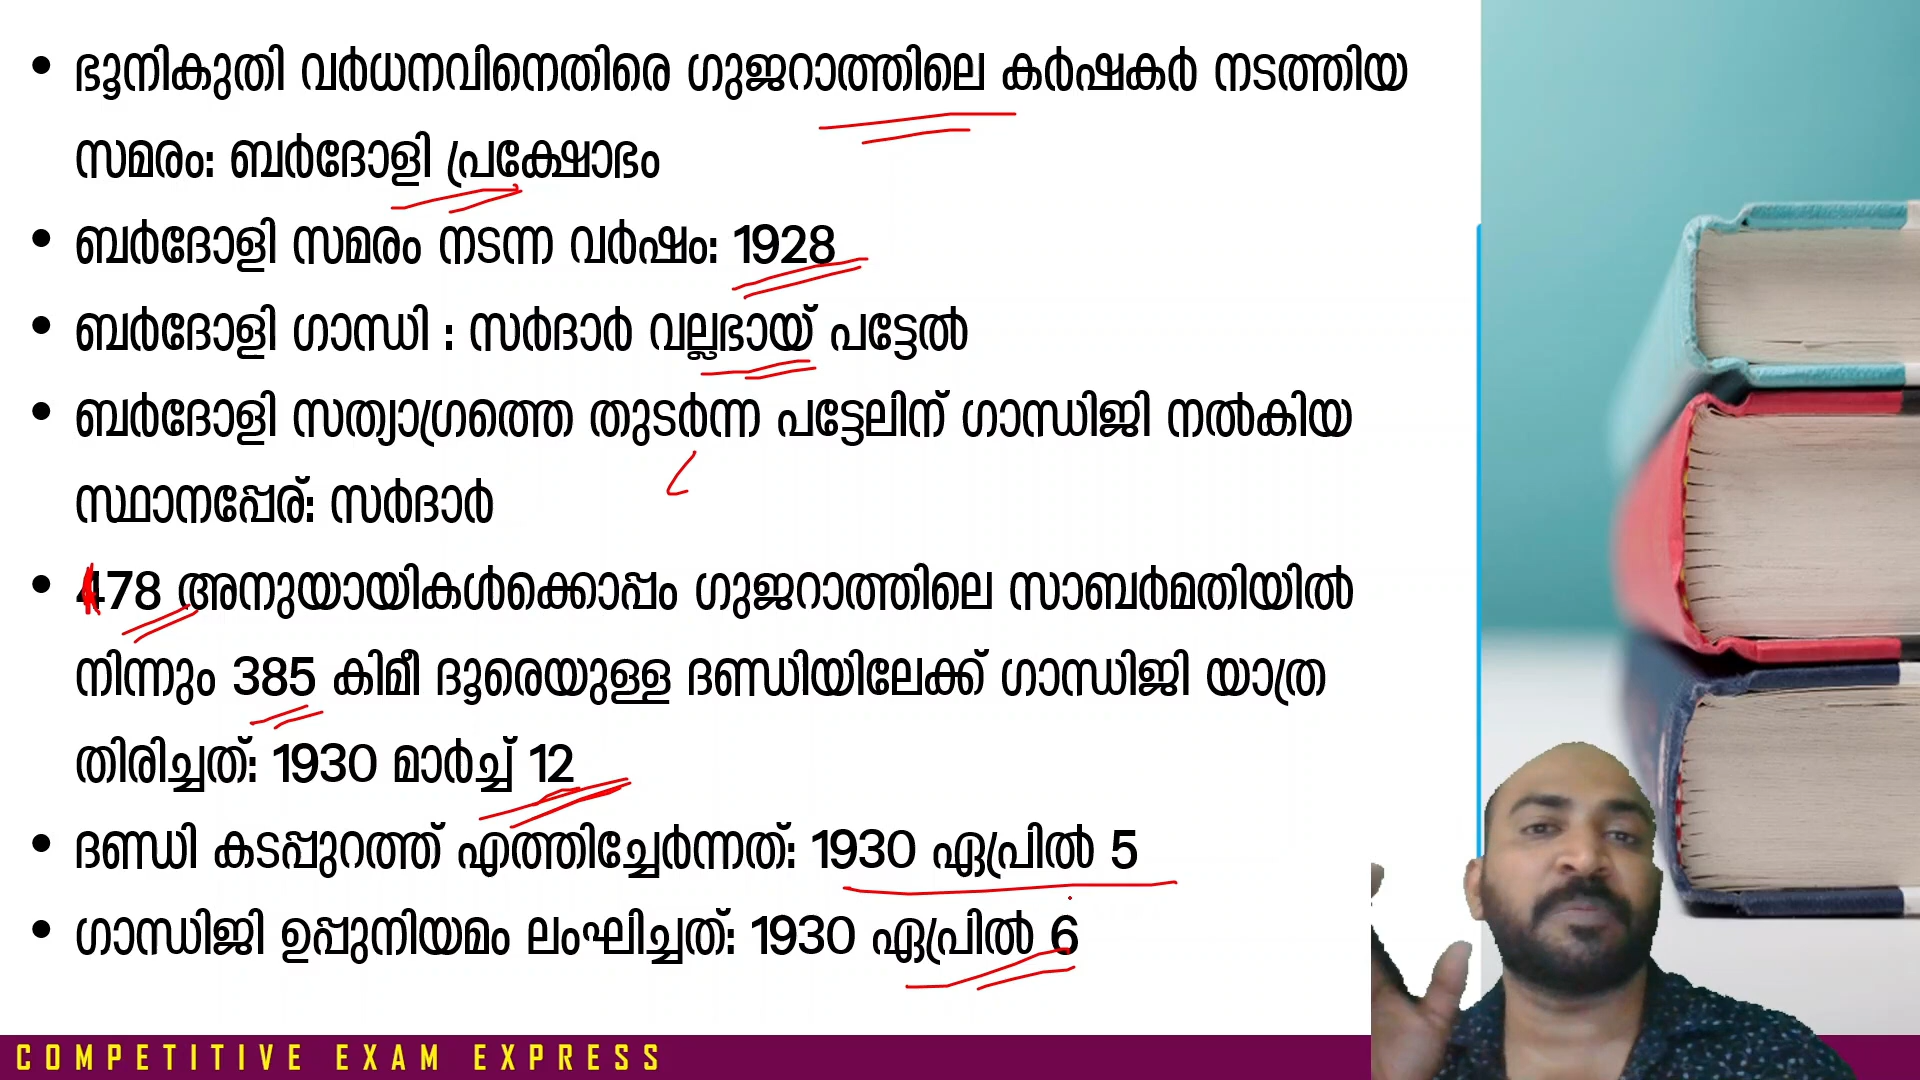 • ഭൂനികുതി വർധനവിനെതിരെ ഗുജറാത്തിലെ കർഷകർ നടത്തിയ
സമരം: ബർദോളി പ്രക്ഷോഭം
• ബർദോളി സമരം നടന്ന വർഷം: 1928
• ബർദോളി ഗാന്ധി : സർദാർ വല്ലഭായ് പട്ടേൽ
• ബർദോളി സത്യാഗ്രത്തെ തുടർന്ന പട്ടേലിന് ഗാന്ധിജി നൽകിയ
സ്ഥാനപ്പേര്: സർദാർ
• 478 അനുയായികൾക്കൊപ്പം ഗുജറാത്തിലെ സാബർമതിയിൽ
നിന്നും 385 കിമീ ദൂരെയുള്ള ദണ്ഡിയിലേക്ക് ഗാന്ധിജി യാത്ര
തിരിച്ചത്: 1930 മാർച്ച് 12
• ദണ്ഡി കടപ്പുറത്ത് എത്തിച്ചേർന്നത്: 1930 ഏപ്രിൽ 5
• ഗാന്ധിജി ഉപ്പുനിയമം ലംഘിച്ചത്: 1930 ഏപ്രിൽ 6
COMPETITIVE EXAM EXPRESS